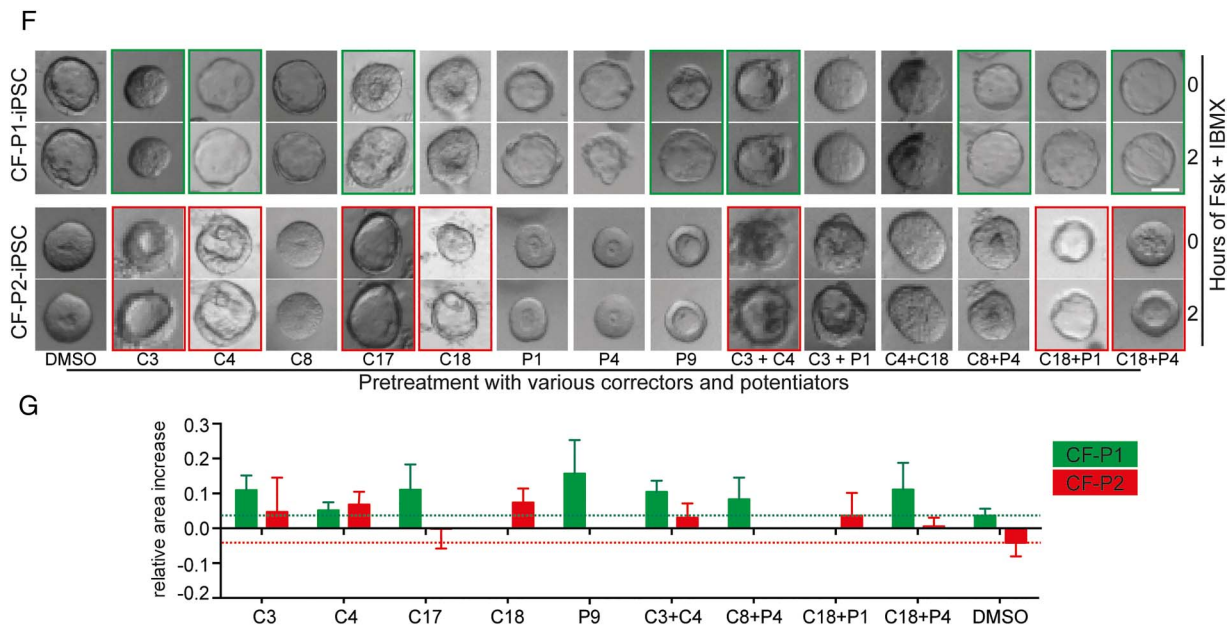 F
CF-P1-iPSC
CF-P2-iPSC
0
2
0
2
Hours of Fsk + IBMX
DMSO C3 C4 C8 C17 C18 P1 P4 P9 C3 + C4 C3 + P1 C4+C18 C8+P4 C18+P1 C18+P4
Pretreatment with various correctors and potentiators
G
relative area increase
0.3
0.2
0.1
0.0
-0.1
-0.2
CF-P1
CF-P2
C3 C4 C17 C18 P9 C3+C4 C8+P4 C18+P1 C18+P4 DMSO